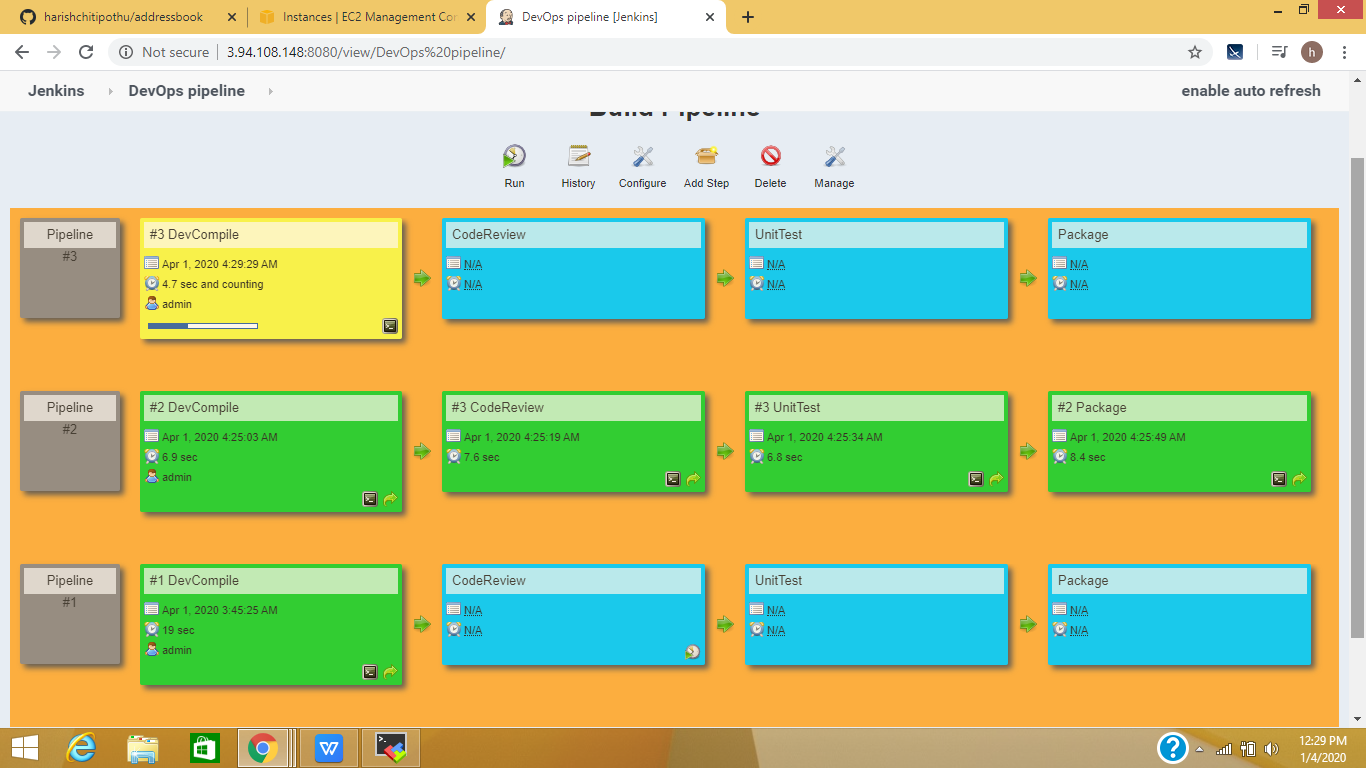 harishchitipothu/addressbook
Instances | EC2 Management Con
DevOps pipeline [Jenkins]
Not secure | 3.94.108.148:8080/view/DevOps%20pipeline/
h
Jenkins
DevOps pipeline
enable auto refresh
Build Pipeline
Run
History
Configure
Add Step
Delete
Manage
Pipeline
#3
#3 DevCompile
Apr 1, 2020 4:29:29 AM
4.7 sec and counting
admin
CodeReview
N/A
N/A
UnitTest
N/A
N/A
Package
N/A
N/A
Pipeline
#2
#2 DevCompile
Apr 1, 2020 4:25:03 AM
6.9 sec
admin
#3 CodeReview
Apr 1, 2020 4:25:19 AM
7.6 sec
#3 UnitTest
Apr 1, 2020 4:25:34 AM
6.8 sec
#2 Package
Apr 1, 2020 4:25:49 AM
8.4 sec
Pipeline
#1
#1 DevCompile
Apr 1, 2020 3:45:25 AM
19 sec
admin
CodeReview
N/A
N/A
UnitTest
N/A
N/A
Package
N/A
N/A
12:29 PM
1/4/2020